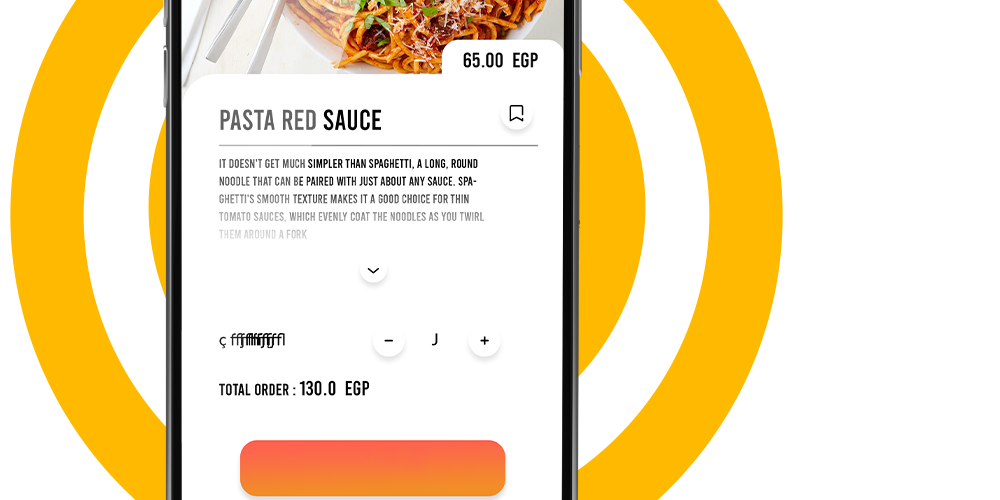 65.00 EGP
PASTA RED SAUCE
IT DOESN'T GET MUCH SIMPLER THAN SPAGHETTI, A LONG, ROUND
NOODLE THAT CAN BE PAIRED WITH JUST ABOUT ANY SAUCE. SPA-
GHETTI'S SMOOTH TEXTURE MAKES IT A GOOD CHOICE FOR THIN
TOMATO SAUCES, WHICH EVENLY COAT THE NOODLES AS YOU TWIRL
THEM AROUND A FORK
- J +
TOTAL ORDER : 130.0 EGP